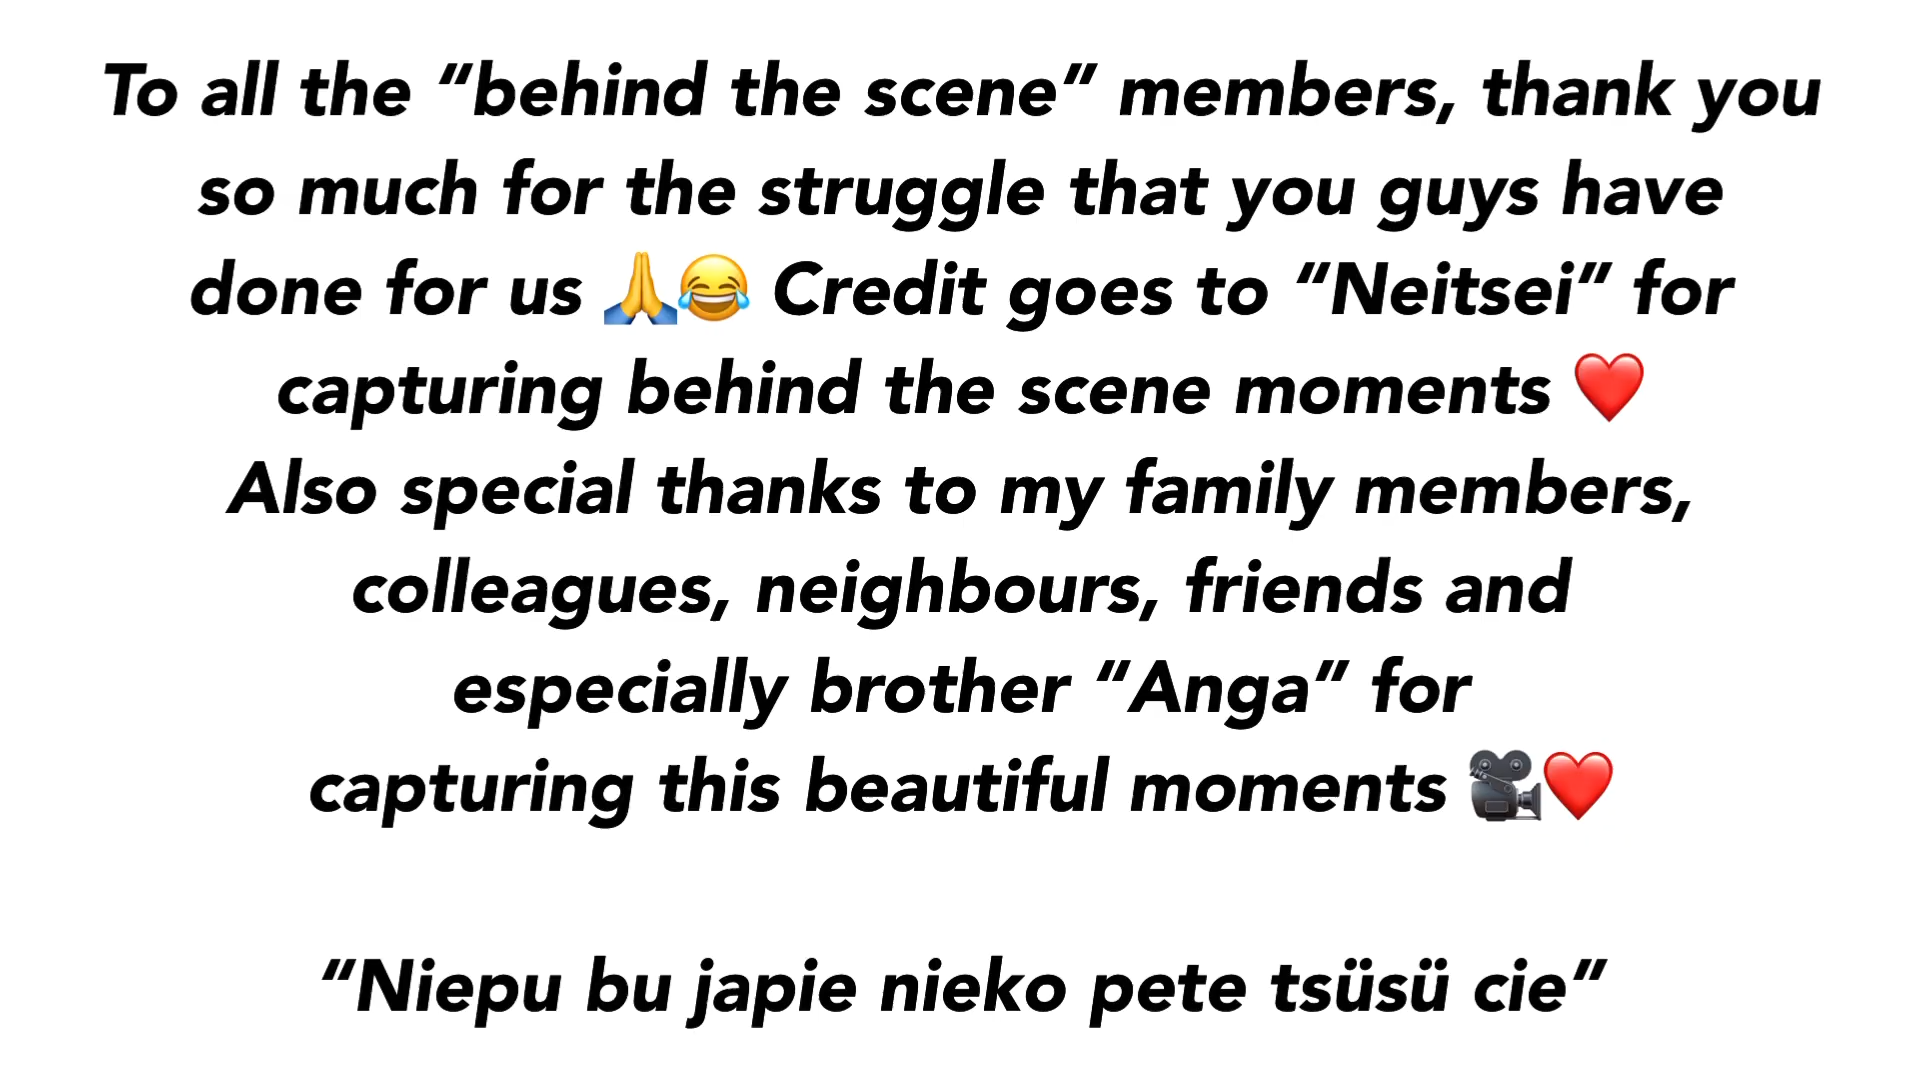 To all the “behind the scene” members, thank you
so much for the struggle that you guys have
done for us 🙏😂 Credit goes to “Neitsei” for
capturing behind the scene moments ❤️
Also special thanks to my family members,
colleagues, neighbours, friends and
especially brother “Anga” for
capturing this beautiful moments 🎥❤️
“Niepu bu japie nieko pete tsüsü cie”